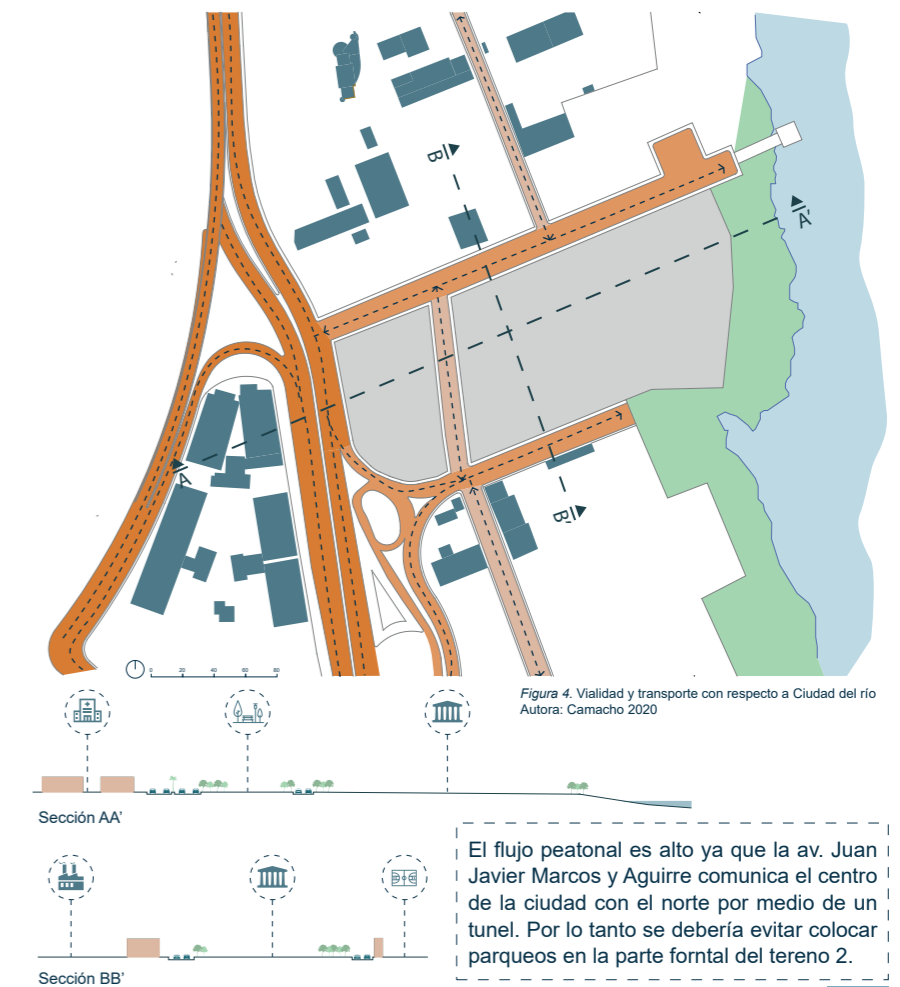 B
A'
A
B'
0 20 40 60 80
Figura 4. Vialidad y transporte con respecto a Ciudad del río
Autora: Camacho 2020
Sección AA'
El flujo peatonal es alto ya que la av. Juan
Javier Marcos y Aguirre comunica el centro
de la ciudad con el norte por medio de un
tunel. Por lo tanto se debería evitar colocar
parqueos en la parte forntal del tereno 2.
Sección BB'